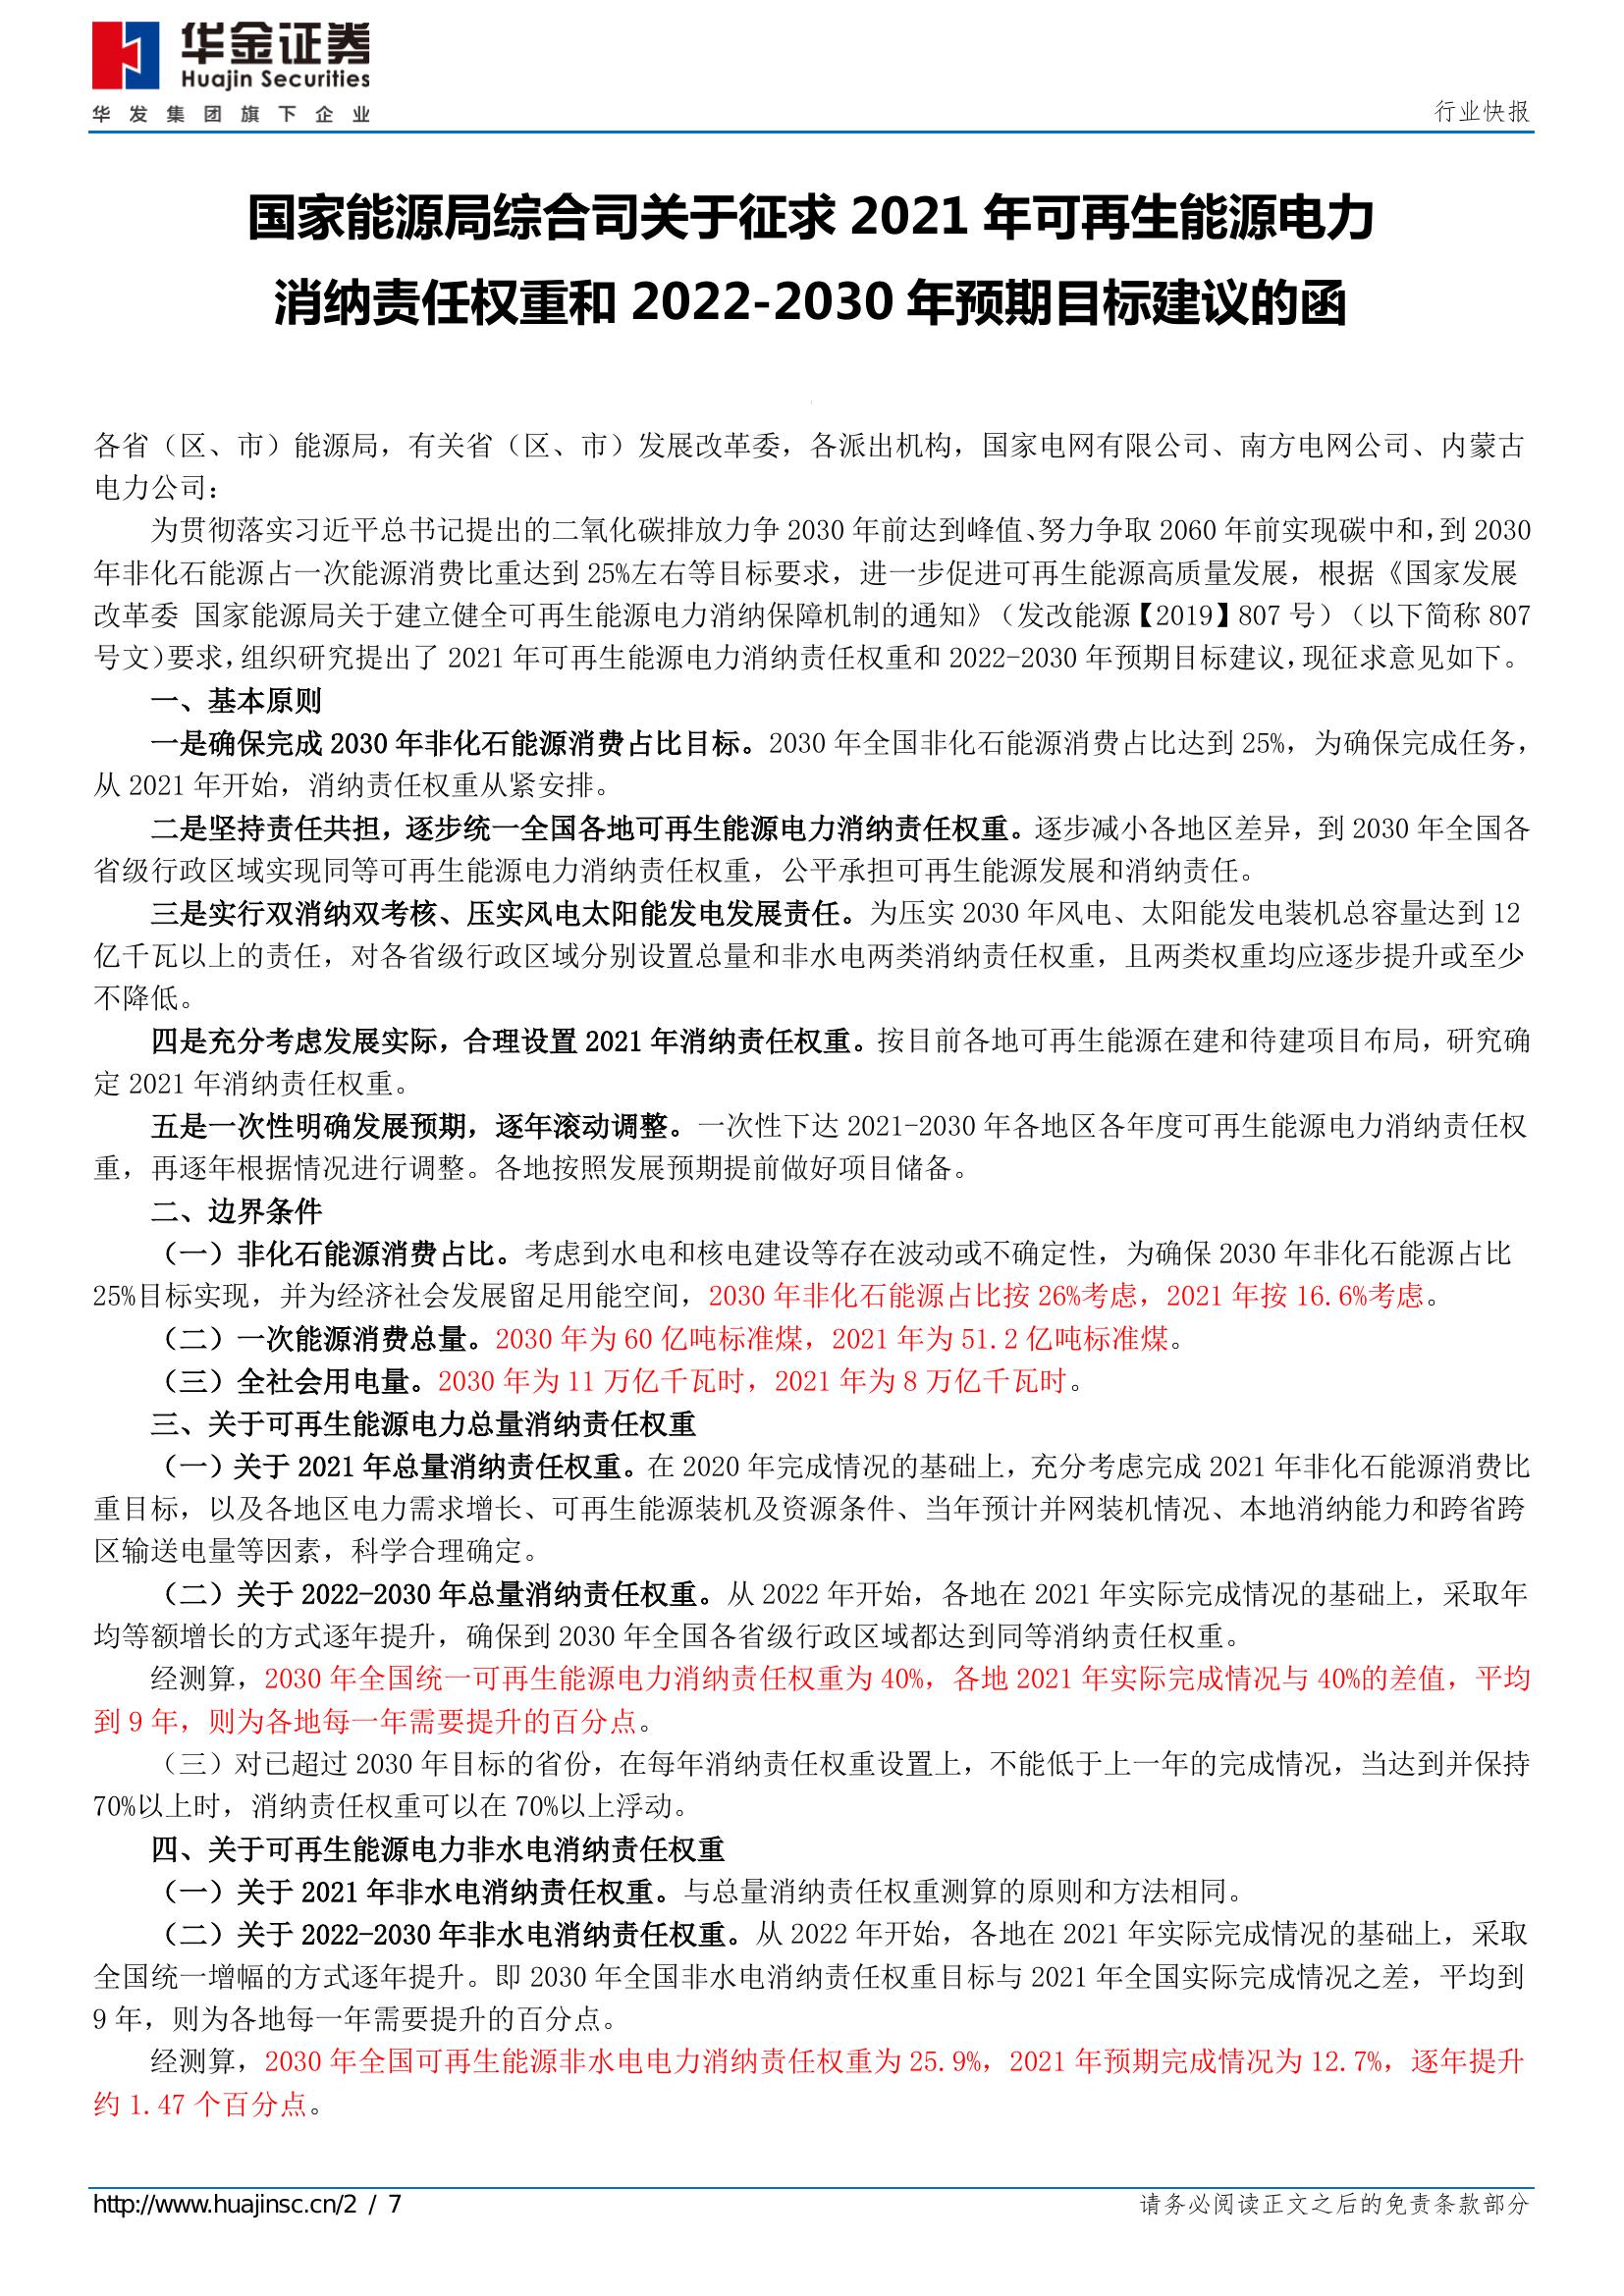 华金证券
Huajin Securities
华发集团旗下企业
行业快报
国家能源局综合司关于征求 2021 年可再生能源电力
消纳责任权重和 2022-2030 年预期目标建议的函
各省（区、市）能源局，有关省（区、市）发展改革委，各派出机构，国家电网有限公司、南方电网公司、内蒙古
电力公司：
为贯彻落实习近平总书记提出的二氧化碳排放力争 2030 年前达到峰值、努力争取 2060 年前实现碳中和，到 2030
年非化石能源占一次能源消费比重达到 25%左右等目标要求，进一步促进可再生能源高质量发展，根据《国家发展
改革委 国家能源局关于建立健全可再生能源电力消纳保障机制的通知》（发改能源【2019】807 号）（以下简称 807
号文）要求，组织研究提出了 2021 年可再生能源电力消纳责任权重和 2022-2030 年预期目标建议，现征求意见如下。
一、基本原则
一是确保完成 2030 年非化石能源消费占比目标。2030 年全国非化石能源消费占比达到 25%，为确保完成任务，
从 2021 年开始，消纳责任权重从紧安排。
二是坚持责任共担，逐步统一全国各地可再生能源电力消纳责任权重。逐步减小各地区差异，到 2030 年全国各
省级行政区域实现同等可再生能源电力消纳责任权重，公平承担可再生能源发展和消纳责任。
三是实行双消纳双考核、压实风电太阳能发电发展责任。为压实 2030 年风电、太阳能发电装机总容量达到 12
亿千瓦以上的责任，对各省级行政区域分别设置总量和非水电两类消纳责任权重，且两类权重均应逐步提升或至少
不降低。
四是充分考虑发展实际，合理设置 2021 年消纳责任权重。按目前各地可再生能源在建和待建项目布局，研究确
定 2021 年消纳责任权重。
五是一次性明确发展预期，逐年滚动调整。一次性下达 2021-2030 年各地区各年度可再生能源电力消纳责任权
重，再逐年根据情况进行调整。各地按照发展预期提前做好项目储备。
二、边界条件
（一）非化石能源消费占比。考虑到水电和核电建设等存在波动或不确定性，为确保 2030 年非化石能源占比
25%目标实现，并为经济社会发展留足用能空间，2030 年非化石能源占比按 26%考虑，2021 年按 16.6%考虑。
（二）一次能源消费总量。2030 年为 60 亿吨标准煤，2021 年为 51.2 亿吨标准煤。
（三）全社会用电量。2030 年为 11 万亿千瓦时，2021 年为 8 万亿千瓦时。
三、关于可再生能源电力总量消纳责任权重
（一）关于 2021 年总量消纳责任权重。在 2020 年完成情况的基础上，充分考虑完成 2021 年非化石能源消费比
重目标，以及各地区电力需求增长、可再生能源装机及资源条件、当年预计并网装机情况、本地消纳能力和跨省跨
区输送电量等因素，科学合理确定。
（二）关于 2022-2030 年总量消纳责任权重。从 2022 年开始，各地在 2021 年实际完成情况的基础上，采取年
均等额增长的方式逐年提升，确保到 2030 年全国各省级行政区域都达到同等消纳责任权重。
经测算，2030 年全国统一可再生能源电力消纳责任权重为 40%，各地 2021 年实际完成情况与 40%的差值，平均
到 9 年，则为各地每一年需要提升的百分点。
（三）对已超过 2030 年目标的省份，在每年消纳责任权重设置上，不能低于上一年的完成情况，当达到并保持
70%以上时，消纳责任权重可以在 70%以上浮动。
四、关于可再生能源电力非水电消纳责任权重
（一）关于 2021 年非水电消纳责任权重。与总量消纳责任权重测算的原则和方法相同。
（二）关于 2022-2030 年非水电消纳责任权重。从 2022 年开始，各地在 2021 年实际完成情况的基础上，采取
全国统一增幅的方式逐年提升。即 2030 年全国非水电消纳责任权重目标与 2021 年全国实际完成情况之差，平均到
9 年，则为各地每一年需要提升的百分点。
经测算，2030 年全国可再生能源非水电电力消纳责任权重为 25.9%，2021 年预期完成情况为 12.7%，逐年提升
约 1.47 个百分点。
http://www.huajinsc.cn/2 / 7
请务必阅读正文之后的免责条款部分